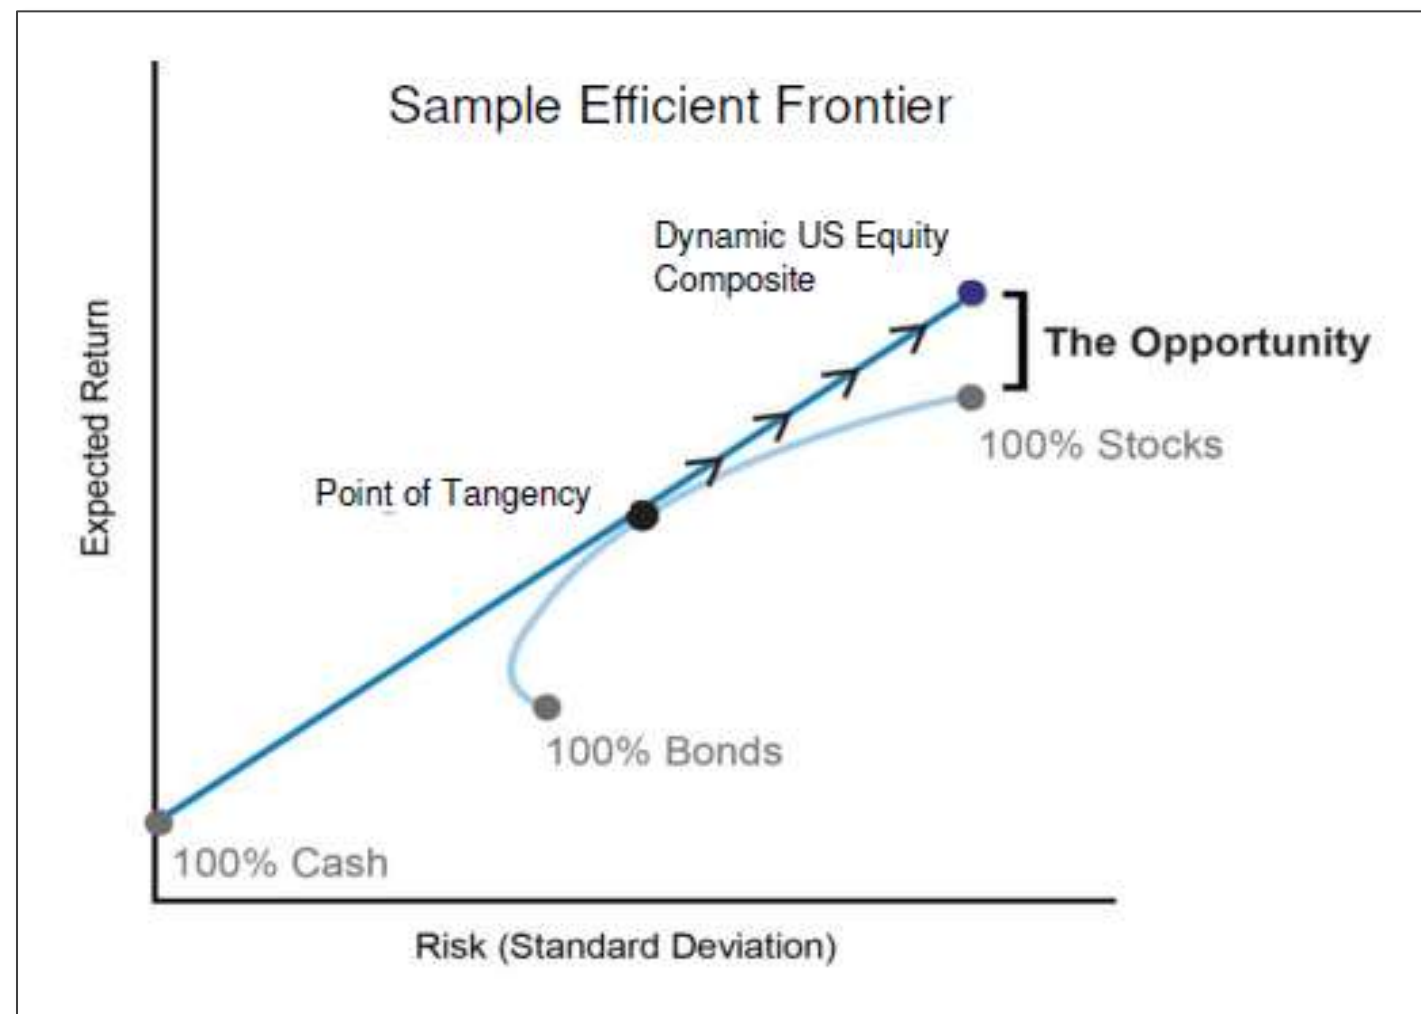 Sample Efficient Frontier
Dynamic US Equity
Composite
The Opportunity
100% Stocks
Point of Tangency
Expected Return
100% Bonds
100% Cash
Risk (Standard Deviation)